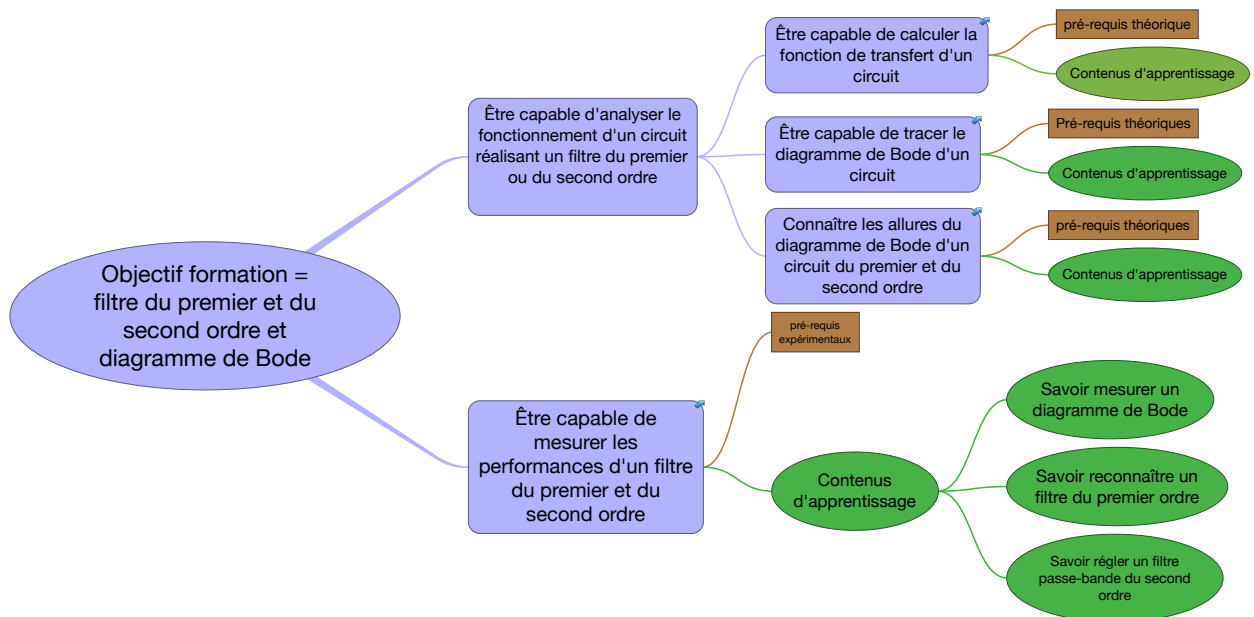 Objectif formation =
filtre du premier et du
second ordre et
diagramme de Bode
Être capable d'analyser le
fonctionnement d'un circuit
réalisant un filtre du premier
ou du second ordre
Être capable de calculer la
fonction de transfert d'un
circuit
pré-requis théorique
Contenus d'apprentissage
Être capable de tracer le
diagramme de Bode d'un
circuit
Pré-requis théoriques
Contenus d'apprentissage
Connaître les allures du
diagramme de Bode d'un
circuit du premier et du
second ordre
pré-requis théoriques
Contenus d'apprentissage
Être capable de
mesurer les
performances d'un filtre
du premier et du
second ordre
pré-requis
expérimentaux
Contenus
d'apprentissage
Savoir mesurer un
diagramme de Bode
Savoir reconnaître un
filtre du premier ordre
Savoir régler un filtre
passe-bande du second
ordre